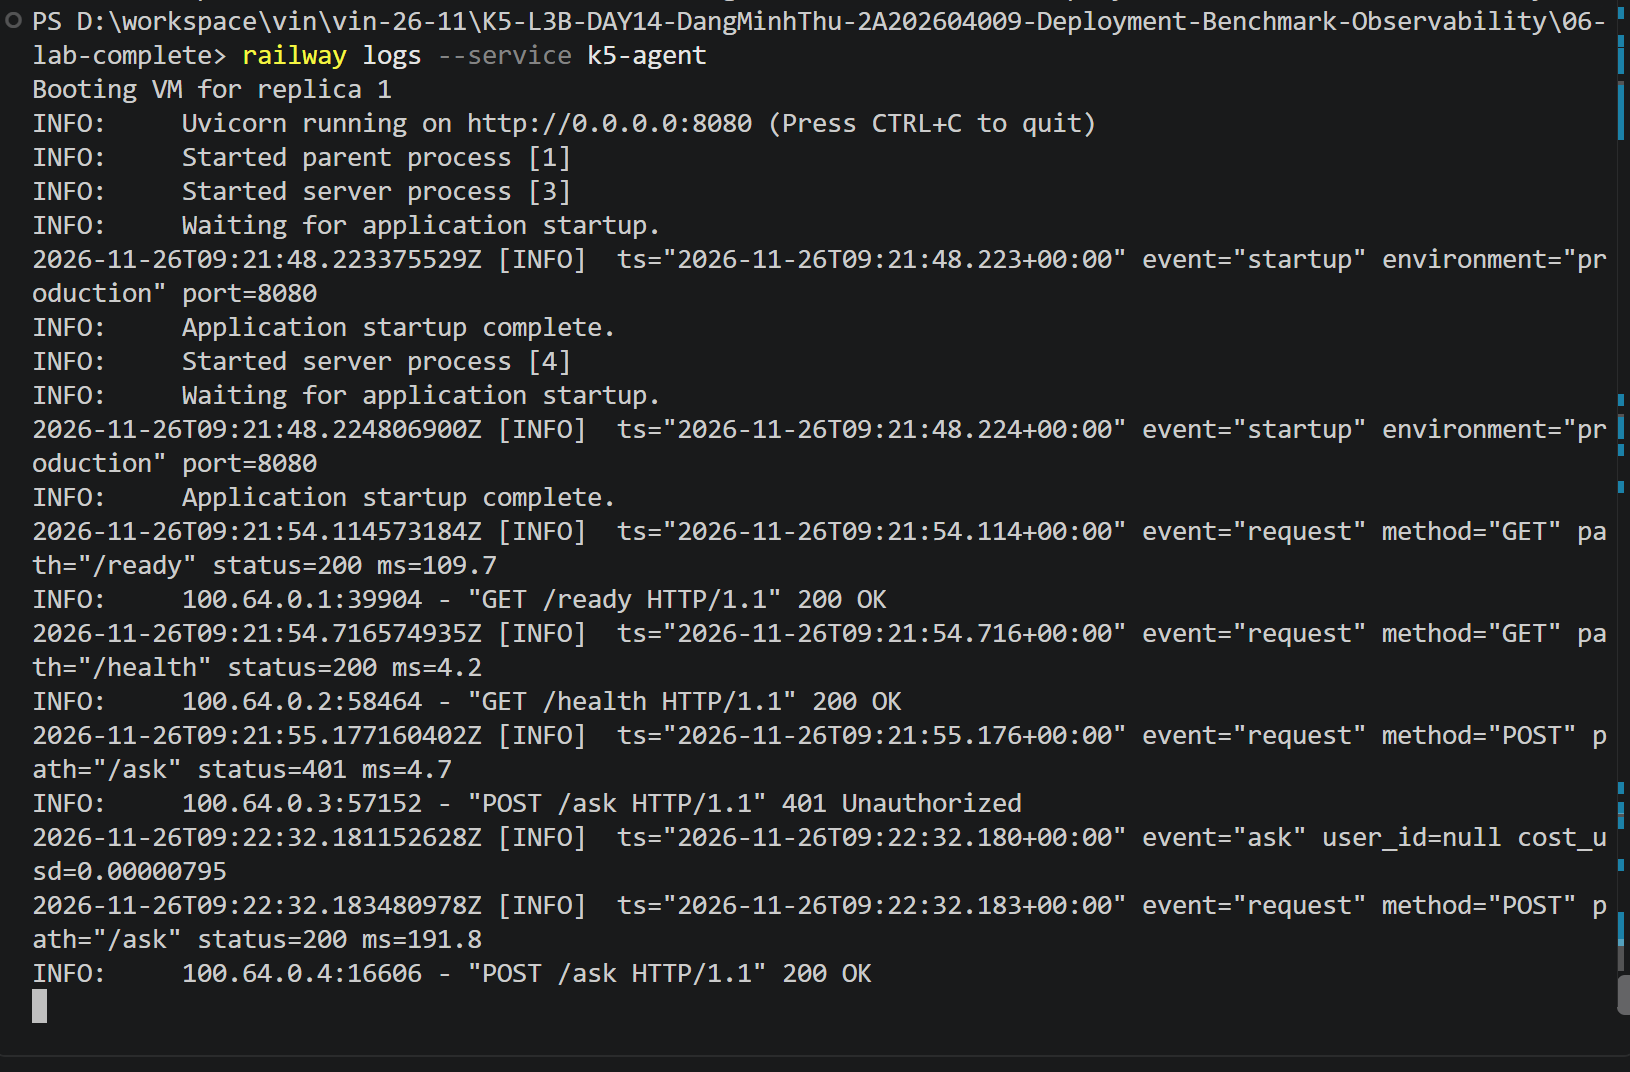 PS D:\workspace\vin\vin-26-11\K5-L3B-DAY14-DangMinhThu-2A202604009-Deployment-Benchmark-Observability\06-
lab-complete> railway logs --service k5-agent
Booting VM for replica 1
INFO:     Uvicorn running on http://0.0.0.0:8080 (Press CTRL+C to quit)
INFO:     Started parent process [1]
INFO:     Started server process [3]
INFO:     Waiting for application startup.
2026-11-26T09:21:48.223375529Z [INFO]  ts="2026-11-26T09:21:48.223+00:00" event="startup" environment="pr
oduction" port=8080
INFO:     Application startup complete.
INFO:     Started server process [4]
INFO:     Waiting for application startup.
2026-11-26T09:21:48.224806900Z [INFO]  ts="2026-11-26T09:21:48.224+00:00" event="startup" environment="pr
oduction" port=8080
INFO:     Application startup complete.
2026-11-26T09:21:54.114573184Z [INFO]  ts="2026-11-26T09:21:54.114+00:00" event="request" method="GET" pa
th="/ready" status=200 ms=109.7
INFO:     100.64.0.1:39904 - "GET /ready HTTP/1.1" 200 OK
2026-11-26T09:21:54.716574935Z [INFO]  ts="2026-11-26T09:21:54.716+00:00" event="request" method="GET" pa
th="/health" status=200 ms=4.2
INFO:     100.64.0.2:58464 - "GET /health HTTP/1.1" 200 OK
2026-11-26T09:21:55.177160402Z [INFO]  ts="2026-11-26T09:21:55.176+00:00" event="request" method="POST" p
ath="/ask" status=401 ms=4.7
INFO:     100.64.0.3:57152 - "POST /ask HTTP/1.1" 401 Unauthorized
2026-11-26T09:22:32.181152628Z [INFO]  ts="2026-11-26T09:22:32.180+00:00" event="ask" user_id=null cost_u
sd=0.00000795
2026-11-26T09:22:32.183480978Z [INFO]  ts="2026-11-26T09:22:32.183+00:00" event="request" method="POST" p
ath="/ask" status=200 ms=191.8
INFO:     100.64.0.4:16606 - "POST /ask HTTP/1.1" 200 OK